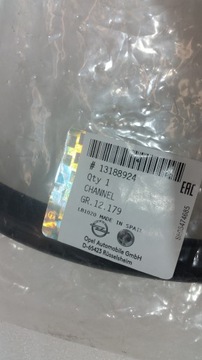 # 13188924
Qty 1
CHANNEL
GR.12.179
MADE IN SPAIN
Opel Automobile GmbH
D-65423 Rüsselsheim
EAC